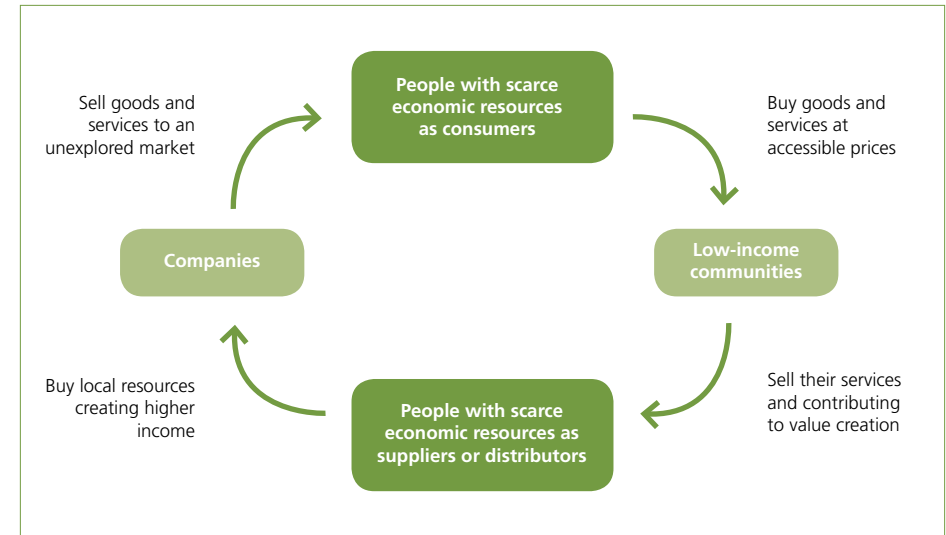 People with scarce
economic resources
as consumers
Sell goods and
services to an
unexplored market
Buy goods and
services at
accessible prices
Companies
Low-income
communities
Buy local resources
creating higher
income
People with scarce
economic resources as
suppliers or distributors
Sell their services
and contributing
to value creation